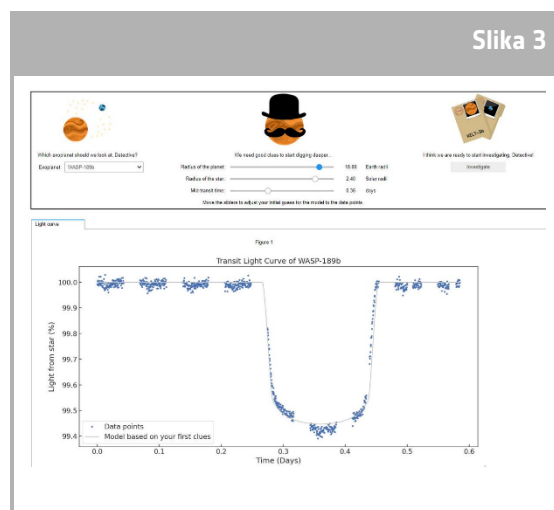 Slika 3
Which exoplanet should we look at, Detective?
Exoplanet: WASP-189b
We need good clues to start digging deeper...
Radius of the planet: Earth radii
Radius of the star: 2.40 Solar radii
Mid-transit time: 0.36 days
Move the sliders to adjust your initial guess for the model to the data points.
KELT-3b
I think we are ready to start investigating, Detective!
Investigate
Light curve
Figure 1
Transit Light Curve of WASP-189b
Light from star (%)
100.0
99.9
99.8
99.7
99.6
99.5
99.4
Data points
Model based on your first clues
0.0 0.1 0.2 0.3 0.4 0.5 0.6
Time (Days)